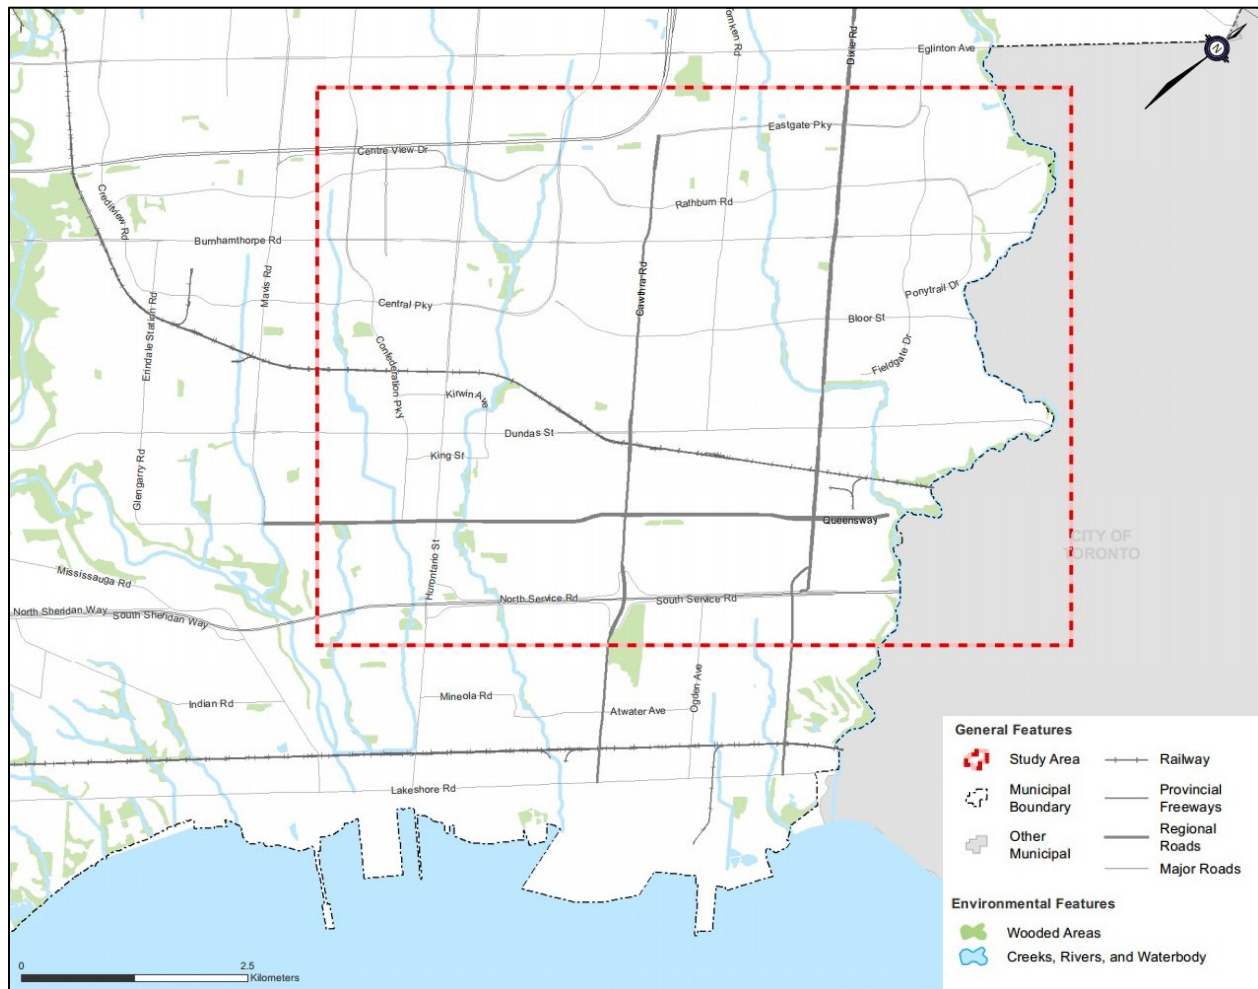 Tomken Rd
Dixie Rd
Eglinton Ave
N
Eastgate Pky
Centre View Dr
Creditview Rd
Rathburn Rd
Burnhamthorpe Rd
Mavis Rd
Cawthra Rd
Ponytrail Dr
Central Pky
Erindale Station Rd
Bloor St
Confederation Pky
Fieldgate Dr
Kirwin Ave
Dundas St
King St
Glengarry Rd
Queensway
CITY OF
TORONTO
Hurontario St
Mississauga Rd
North Service Rd
South Service Rd
North Sheridan Way
South Sheridan Way
Ogden Ave
Mineola Rd
Indian Rd
Atwater Ave
Lakeshore Rd
General Features
Study Area
Railway
Municipal
Boundary
Provincial
Freeways
Other
Municipal
Regional
Roads
Major Roads
Environmental Features
Wooded Areas
Creeks, Rivers, and Waterbody
0
2.5
Kilometers